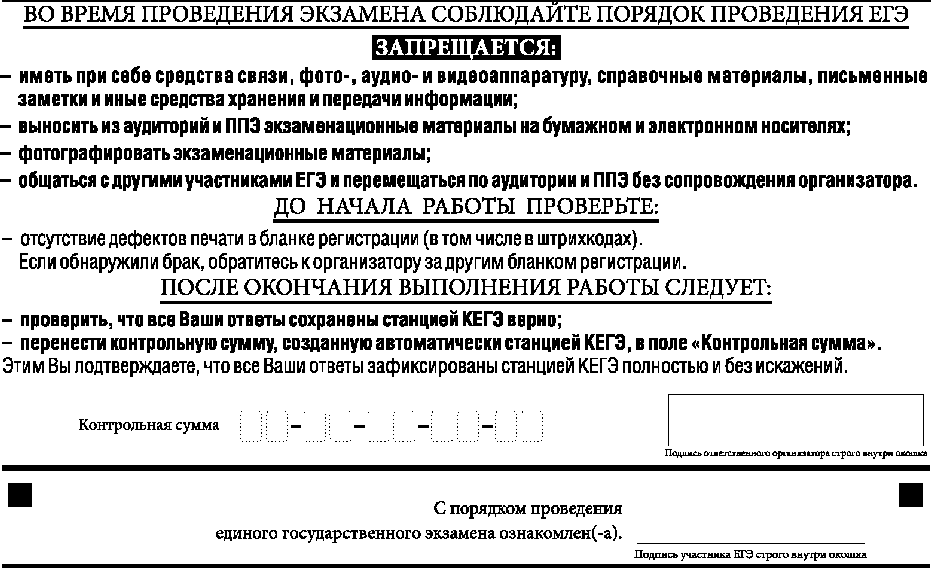 ВО ВРЕМЯ ПРОВЕДЕНИЯ ЭКЗАМЕНА СОБЛЮДАЙТЕ ПОРЯДОК ПРОВЕДЕНИЯ ЕГЭ
ЗАПРЕЩАЕТСЯ:
– иметь при себе средства связи, фото-, аудио- и видеоаппаратуру, справочные материалы, письменные
заметки и иные средства хранения и передачи информации;
– выносить из аудиторий и ППЭ экзаменационные материалы на бумажном и электронном носителях;
– фотографировать экзаменационные материалы;
– общаться с другими участниками ЕГЭ и перемещаться по аудитории и ППЭ без сопровождения организатора.
ДО НАЧАЛА РАБОТЫ ПРОВЕРЬТЕ:
– отсутствие дефектов печати в бланке регистрации (в том числе в штрихкодах).
Если обнаружили брак, обратитесь к организатору за другим бланком регистрации.
ПОСЛЕ ОКОНЧАНИЯ ВЫПОЛНЕНИЯ РАБОТЫ СЛЕДУЕТ:
– проверить, что все Ваши ответы сохранены станцией КЕГЭ верно;
– перенести контрольную сумму, созданную автоматически станцией КЕГЭ, в поле «Контрольная сумма».
Этим Вы подтверждаете, что все Ваши ответы зафиксированы станцией КЕГЭ полностью и без искажений.
Контрольная сумма – – – –
Подпись ответственного организатора строго внутри окошка
С порядком проведения
единого государственного экзамена ознакомлен(-а).
Подпись участника ЕГЭ строго внутри окошка